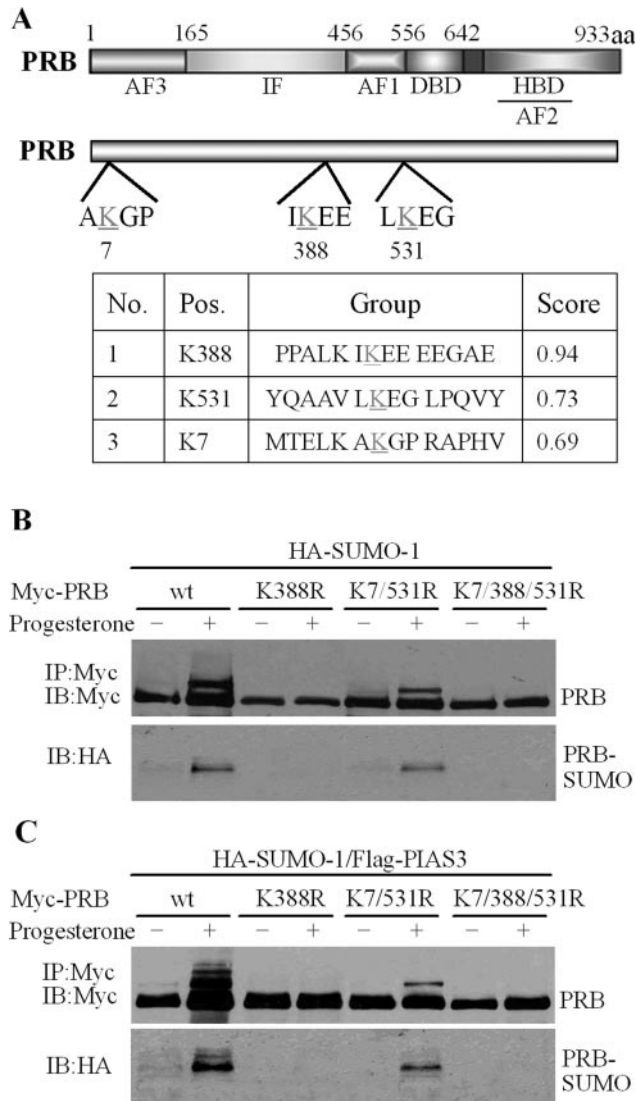 A
1 165 456 556 642 933aa
PRB
AF3 IF AF1 DBD HBD
AF2
PRB
AKGP IKEE LKEG
7 388 531
No. Pos. Group Score
1 K388 PPALK IKEE EEGAE 0.94
2 K531 YQAAV LKEG LPQVY 0.73
3 K7 MTELK AKGP RAPHV 0.69
B
HA-SUMO-1
Myc-PRB wt K388R K7/531R K7/388/531R
Progesterone − + − + − + − +
IP:Myc
IB:Myc PRB
IB:HA PRB-
SUMO
C
HA-SUMO-1/Flag-PIAS3
Myc-PRB wt K388R K7/531R K7/388/531R
Progesterone − + − + − + − +
IP:Myc
IB:Myc PRB
IB:HA PRB-
SUMO